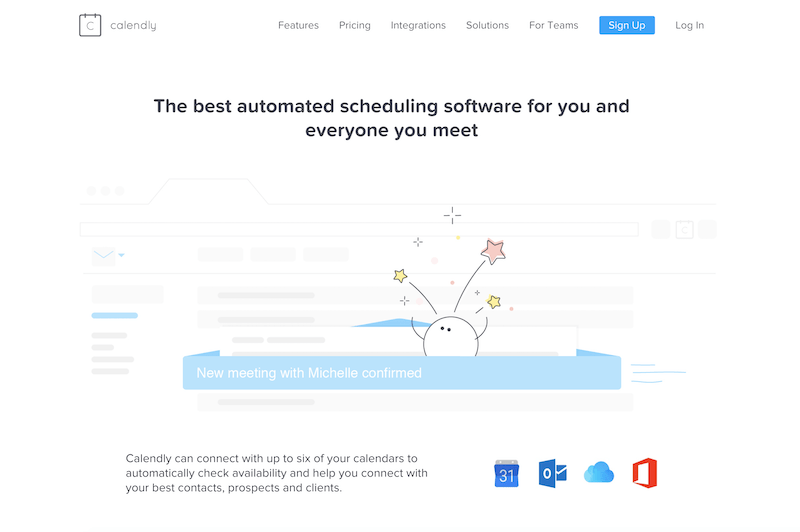 C calendly
Features Pricing Integrations Solutions For Teams Sign Up Log In
The best automated scheduling software for you and
everyone you meet
C
New meeting with Michelle confirmed
Calendly can connect with up to six of your calendars to
automatically check availability and help you connect with
your best contacts, prospects and clients.
31 O